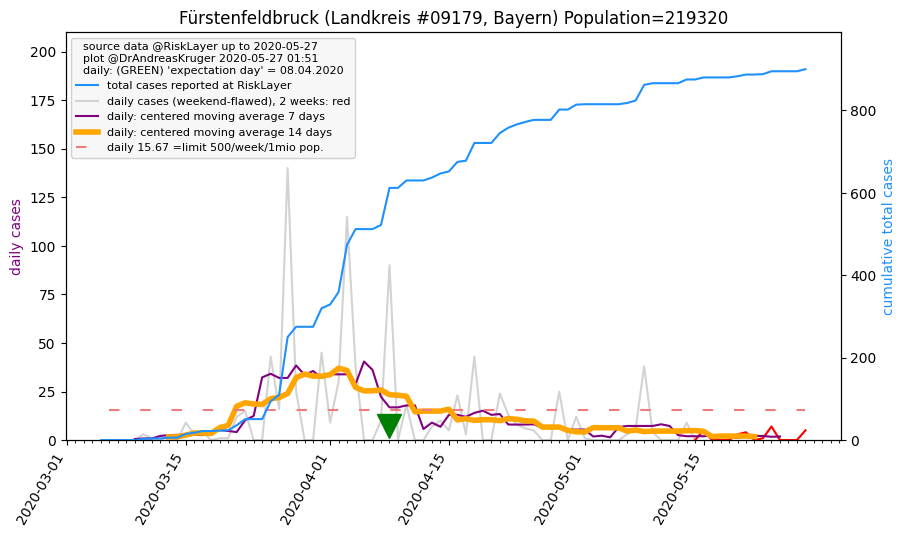 Fürstenfeldbruck (Landkreis #09179, Bayern) Population=219320
source data @RiskLayer up to 2020-05-27
plot @DrAndreasKruger 2020-05-27 01:51
daily: (GREEN) 'expectation day' = 08.04.2020
total cases reported at RiskLayer
daily cases (weekend-flawed), 2 weeks: red
daily: centered moving average 7 days
daily: centered moving average 14 days
daily 15.67 =limit 500/week/1mio pop.
daily cases
200
175
150
125
100
75
50
25
0
cumulative total cases
800
600
400
200
0
2020-03-01
2020-03-15
2020-04-01
2020-04-15
2020-05-01
2020-05-15